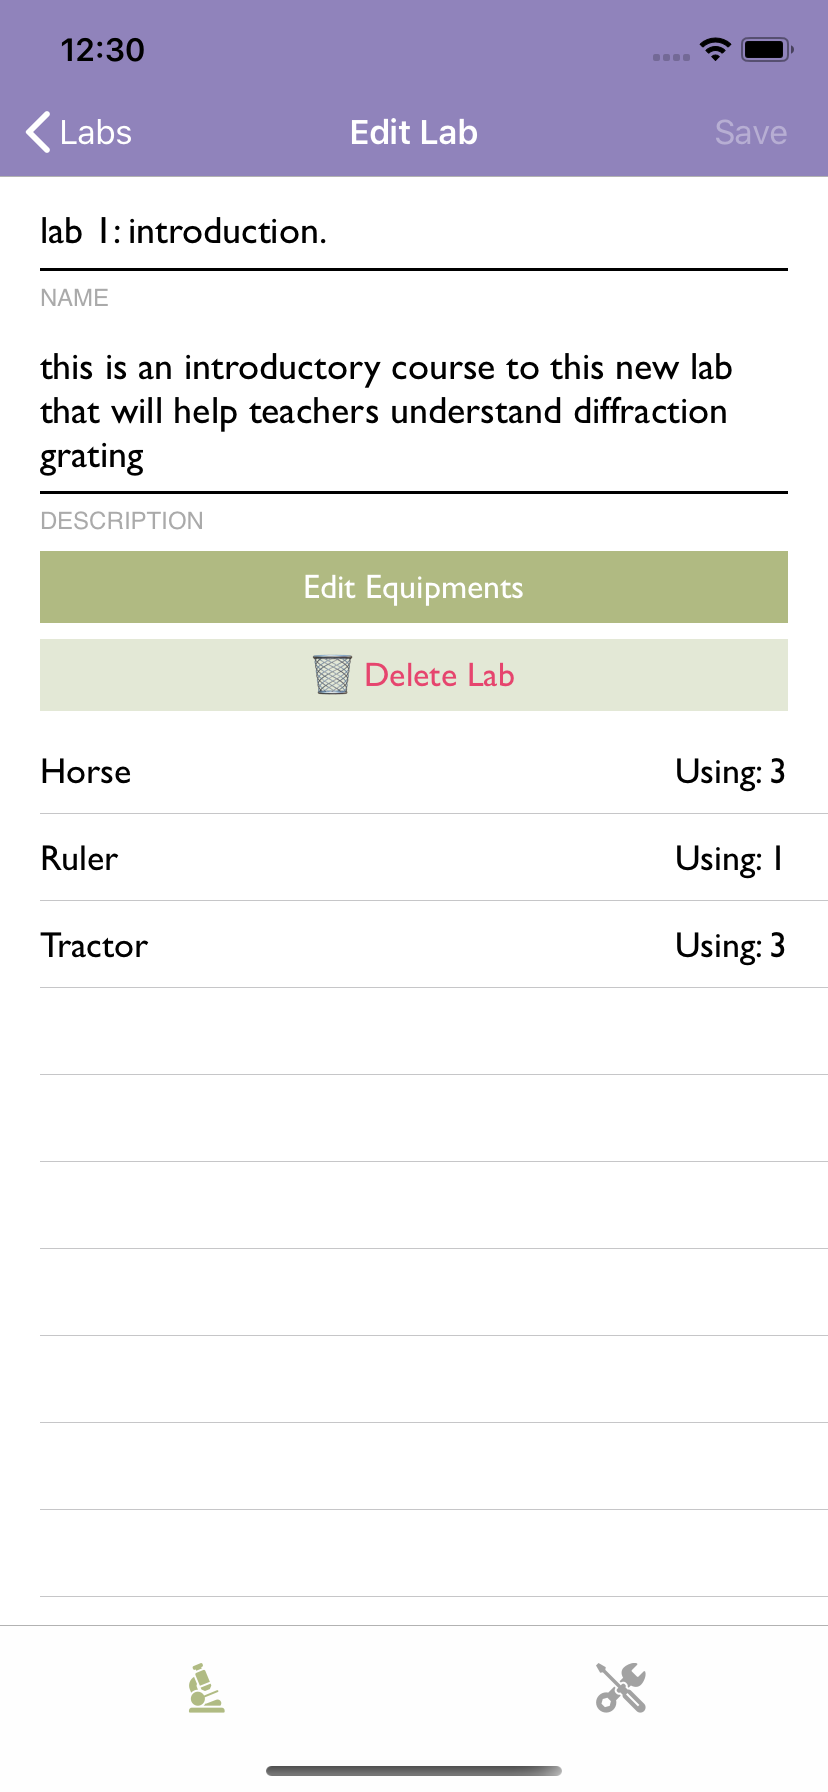 12:30
Labs
Edit Lab
Save
lab 1: introduction.
NAME
this is an introductory course to this new lab
that will help teachers understand diffraction
grating
DESCRIPTION
Edit Equipments
Delete Lab
Horse
Using: 3
Ruler
Using: 1
Tractor
Using: 3